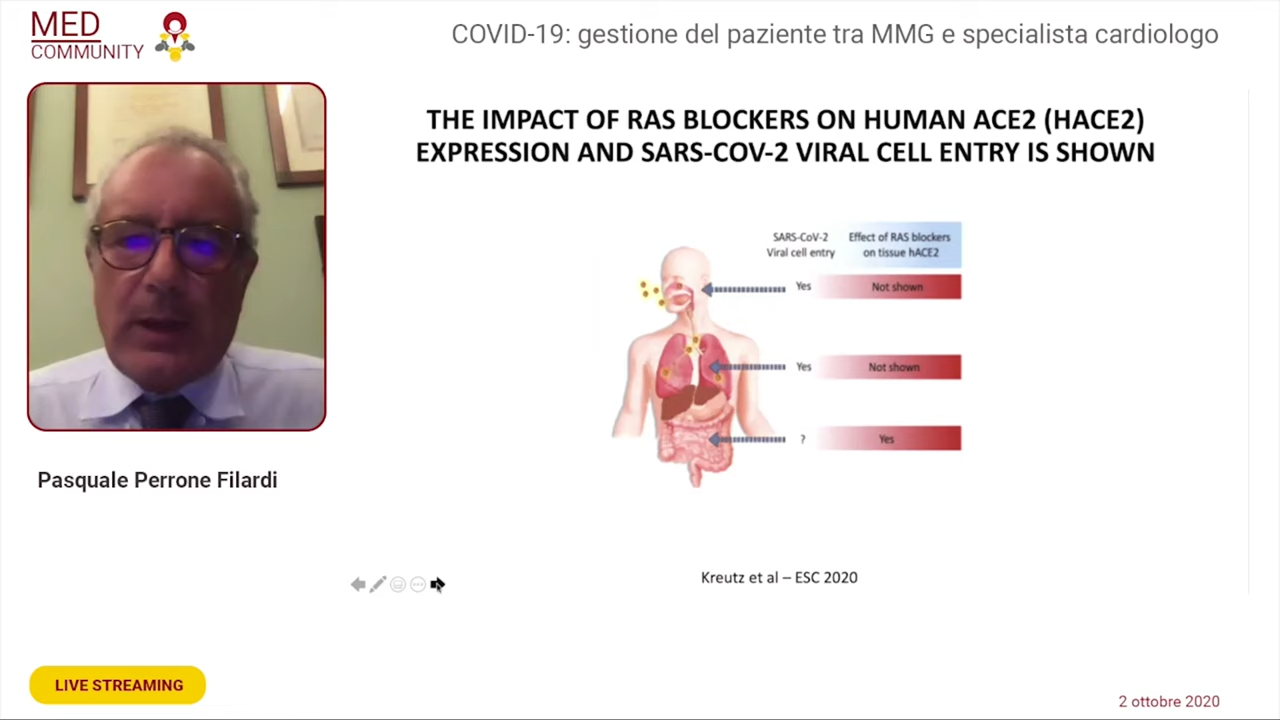 MED
COMMUNITY
COVID-19: gestione del paziente tra MMG e specialista cardiologo
THE IMPACT OF RAS BLOCKERS ON HUMAN ACE2 (HACE2)
EXPRESSION AND SARS-COV-2 VIRAL CELL ENTRY IS SHOWN
SARS-CoV-2
Viral cell entry
Effect of RAS blockers
on tissue hACE2
Yes
Not shown
Yes
Not shown
?
Yes
Pasquale Perrone Filardi
Kreutz et al – ESC 2020
LIVE STREAMING
2 ottobre 2020